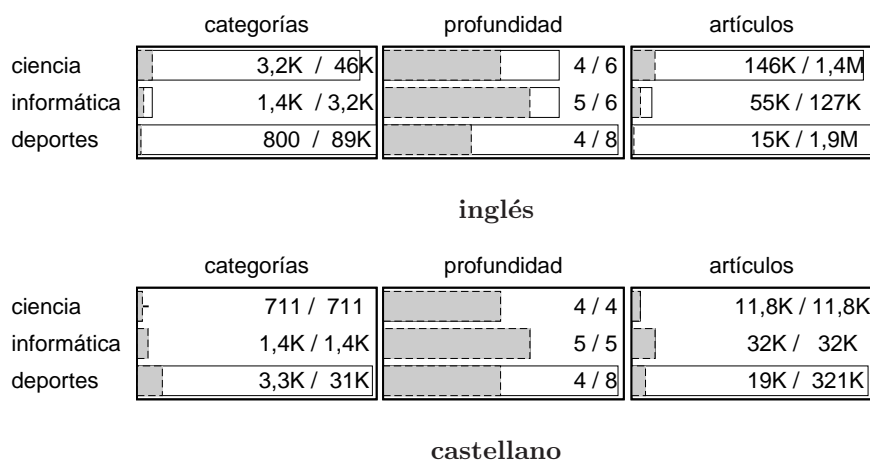 categorías profundidad artículos
ciencia 3,2K / 46K 4 / 6 146K / 1,4M
informática 1,4K / 3,2K 5 / 6 55K / 127K
deportes 800 / 89K 4 / 8 15K / 1,9M
inglés
categorías profundidad artículos
ciencia 711 / 711 4 / 4 11,8K / 11,8K
informática 1,4K / 1,4K 5 / 5 32K / 32K
deportes 3,3K / 31K 4 / 8 19K / 321K
castellano